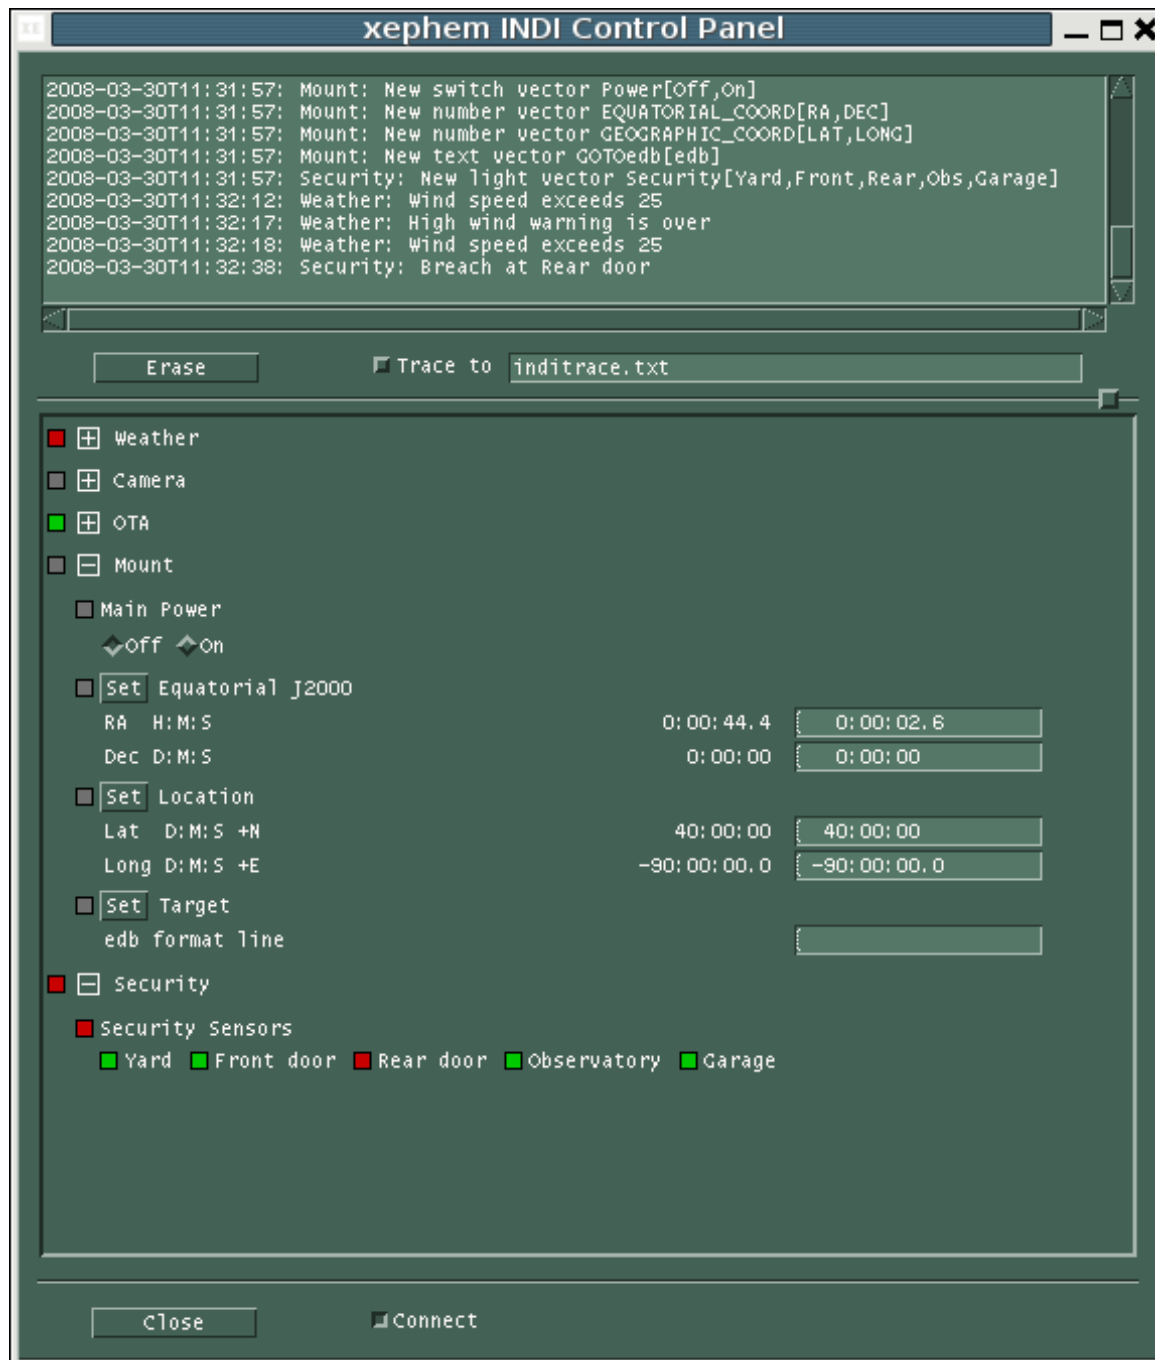 XE
xephem INDI Control Panel
2008-03-30T11:31:57: Mount: New switch vector Power[Off,On]
2008-03-30T11:31:57: Mount: New number vector EQUATORIAL_COORD[RA,DEC]
2008-03-30T11:31:57: Mount: New number vector GEOGRAPHIC_COORD[LAT,LONG]
2008-03-30T11:31:57: Mount: New text vector GOTOedb[edb]
2008-03-30T11:31:57: Security: New light vector Security[Yard,Front,Rear,Obs,Garage]
2008-03-30T11:32:12: Weather: Wind speed exceeds 25
2008-03-30T11:32:17: Weather: High wind warning is over
2008-03-30T11:32:18: Weather: Wind speed exceeds 25
2008-03-30T11:32:38: Security: Breach at Rear door
Erase Trace to inditrace.txt
Weather
Camera
OTA
Mount
Main Power
Off On
Set Equatorial J2000
RA H:M:S 0:00:44.4 0:00:02.6
Dec D:M:S 0:00:00 0:00:00
Set Location
Lat D:M:S +N 40:00:00 40:00:00
Long D:M:S +E -90:00:00.0 -90:00:00.0
Set Target
edb format line
Security
Security Sensors
Yard Front door Rear door Observatory Garage
Close Connect